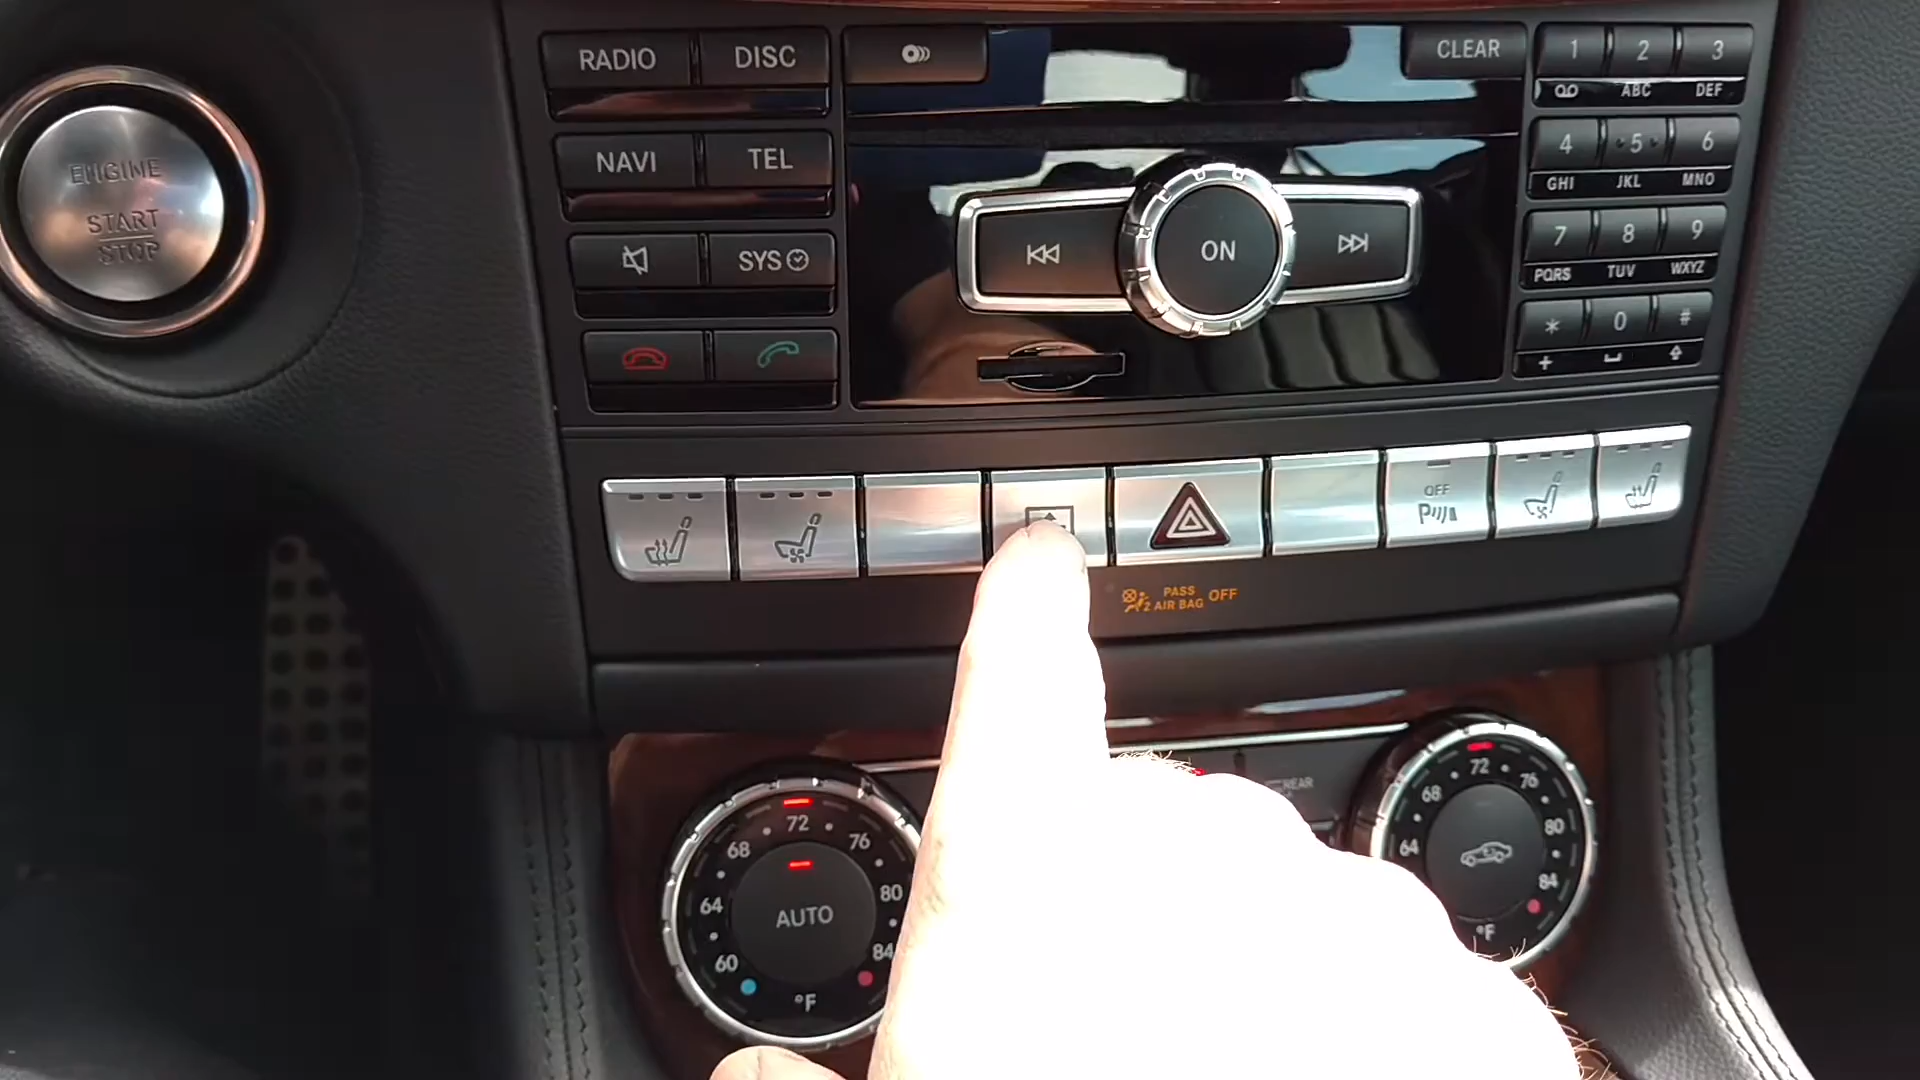 ENGINE
START
STOP
RADIO
DISC
CLEAR
1
2
3
ABC
DEF
NAVI
TEL
4
5
6
GHI
JKL
MNO
SYS
ON
7
8
9
PQRS
TUV
WXYZ
*
0
#
+
OFF
P
PASS
AIR BAG
OFF
2
REAR
72
68
76
64
80
60
84
AUTO
°F
72
68
76
64
80
84
°F